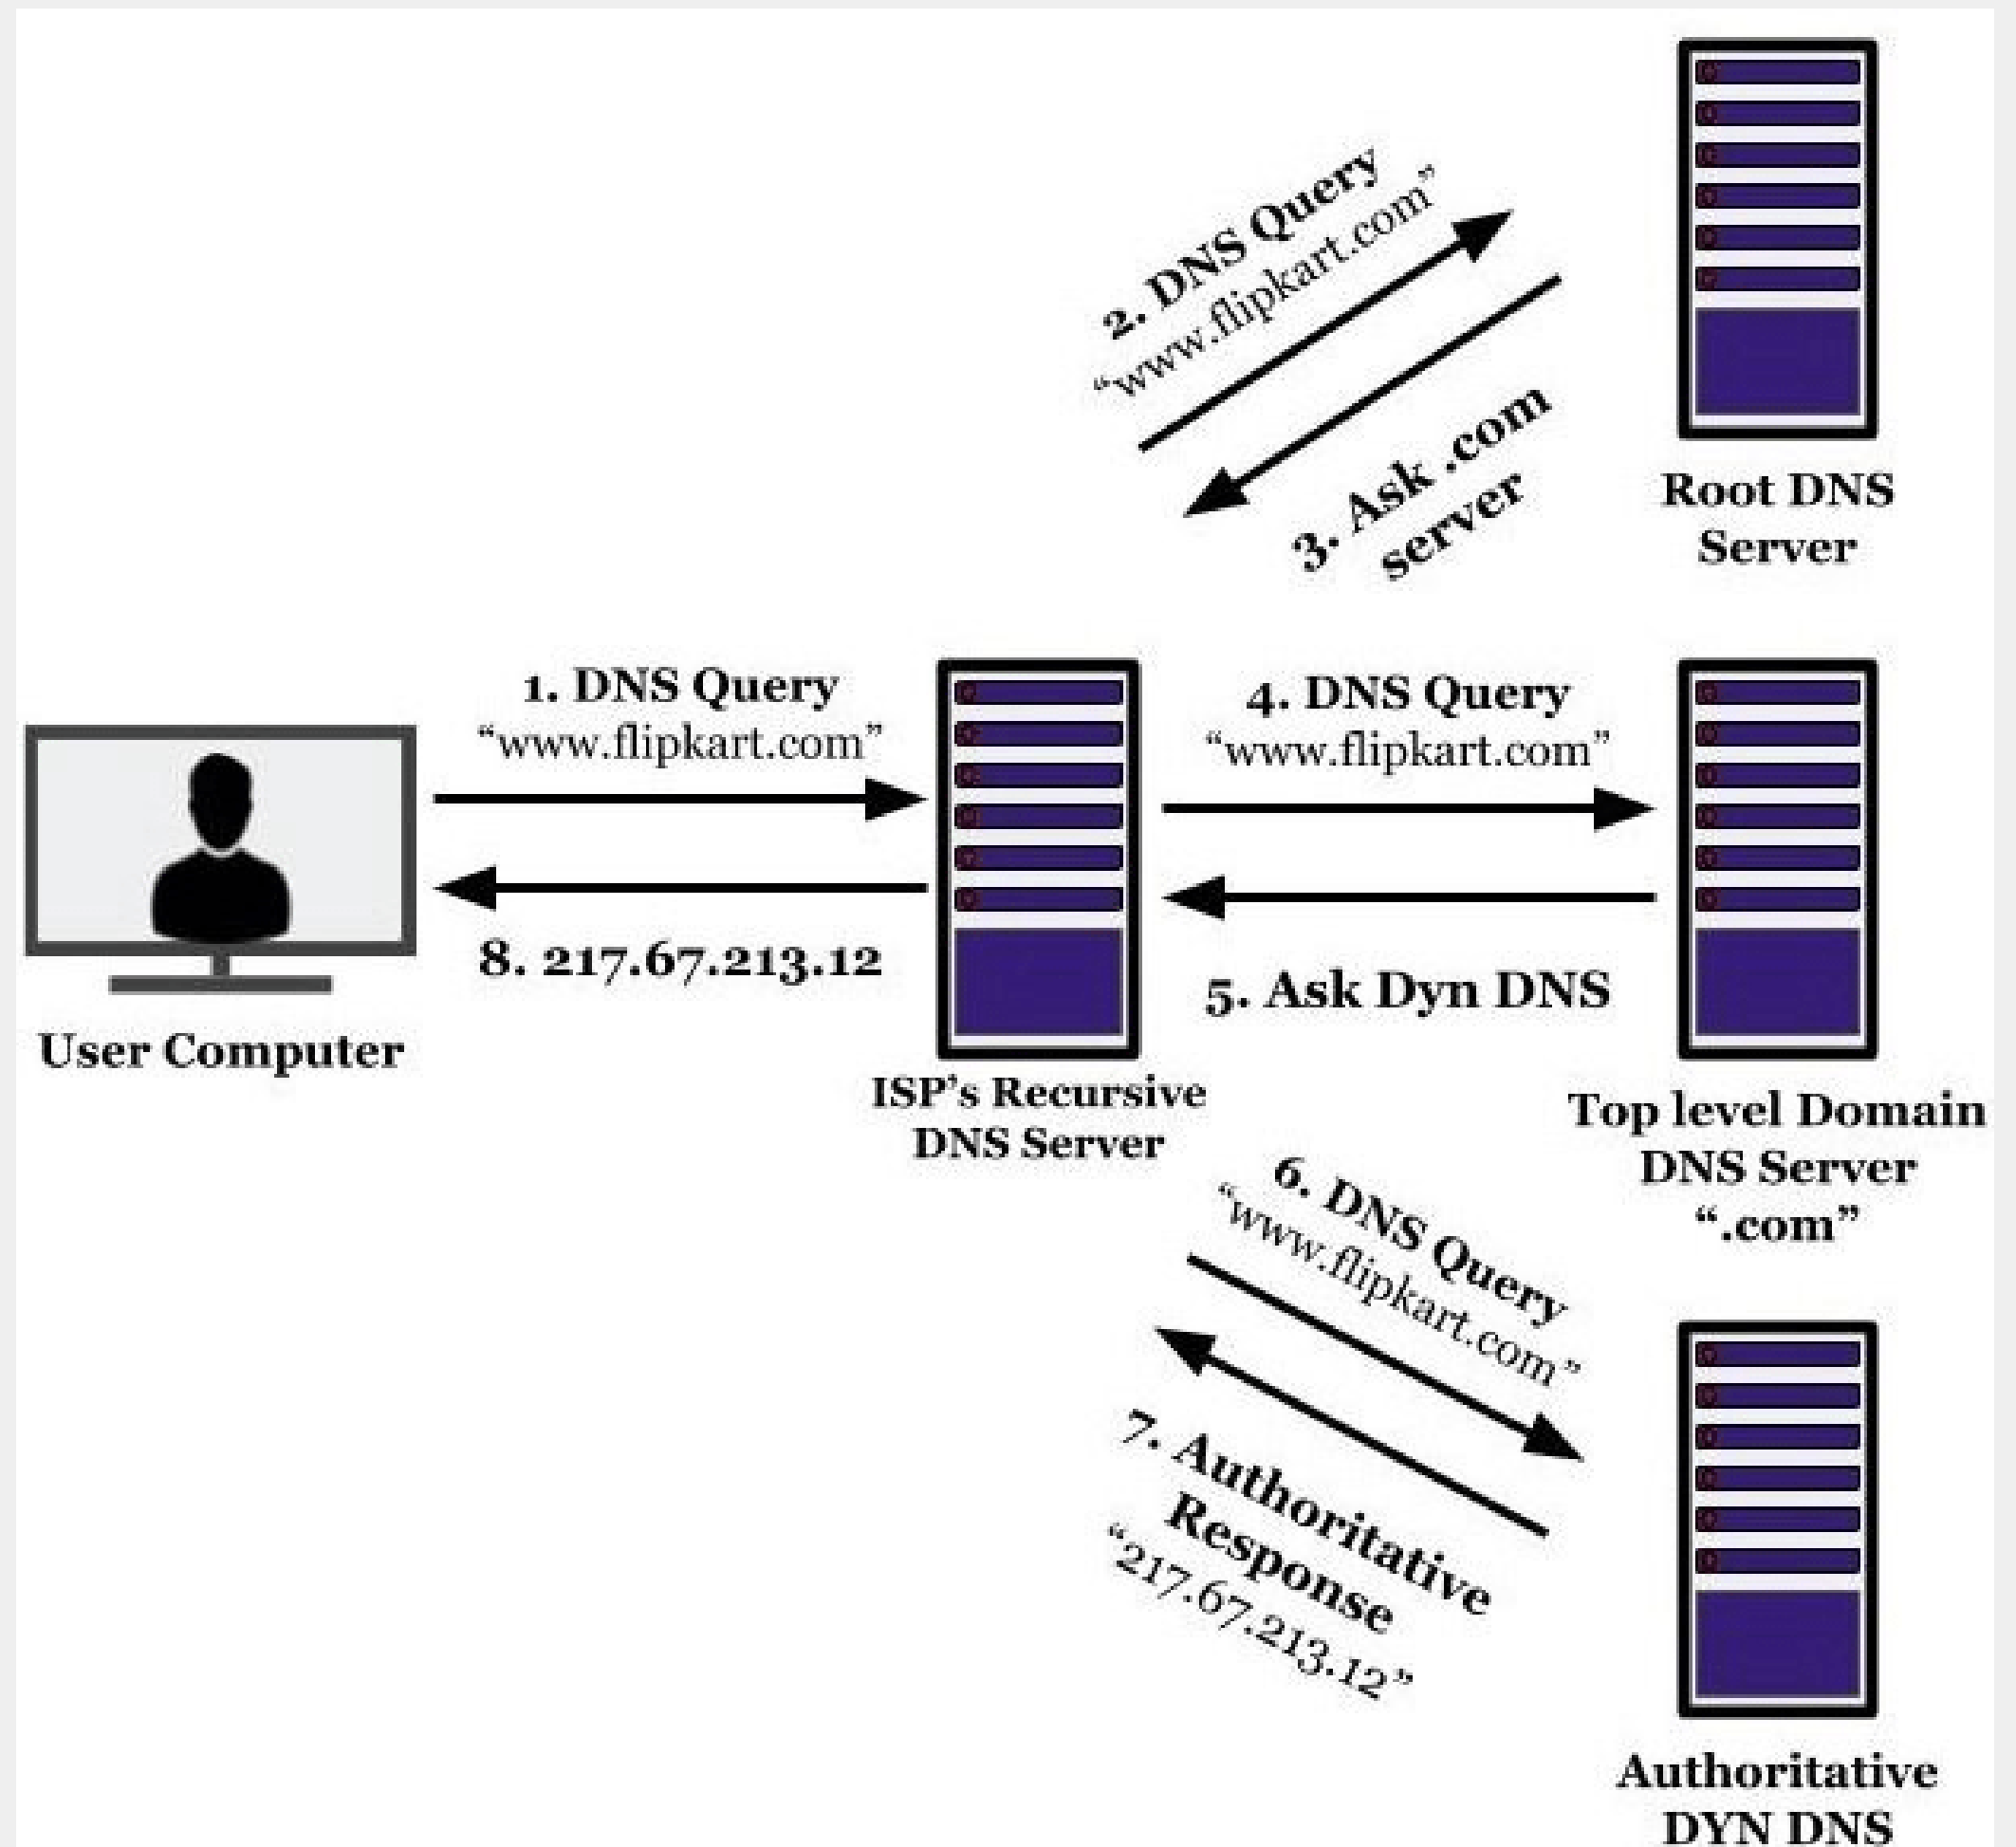 2. DNS Query
“www.flipkart.com”
3. Ask .com
server
Root DNS
Server
1. DNS Query
“www.flipkart.com”
8. 217.67.213.12
User Computer
ISP’s Recursive
DNS Server
4. DNS Query
“www.flipkart.com”
5. Ask Dyn DNS
Top level Domain
DNS Server
“.com”
6. DNS Query
“www.flipkart.com”
7. Authoritative
Response
“217.67.213.12”
Authoritative
DYN DNS